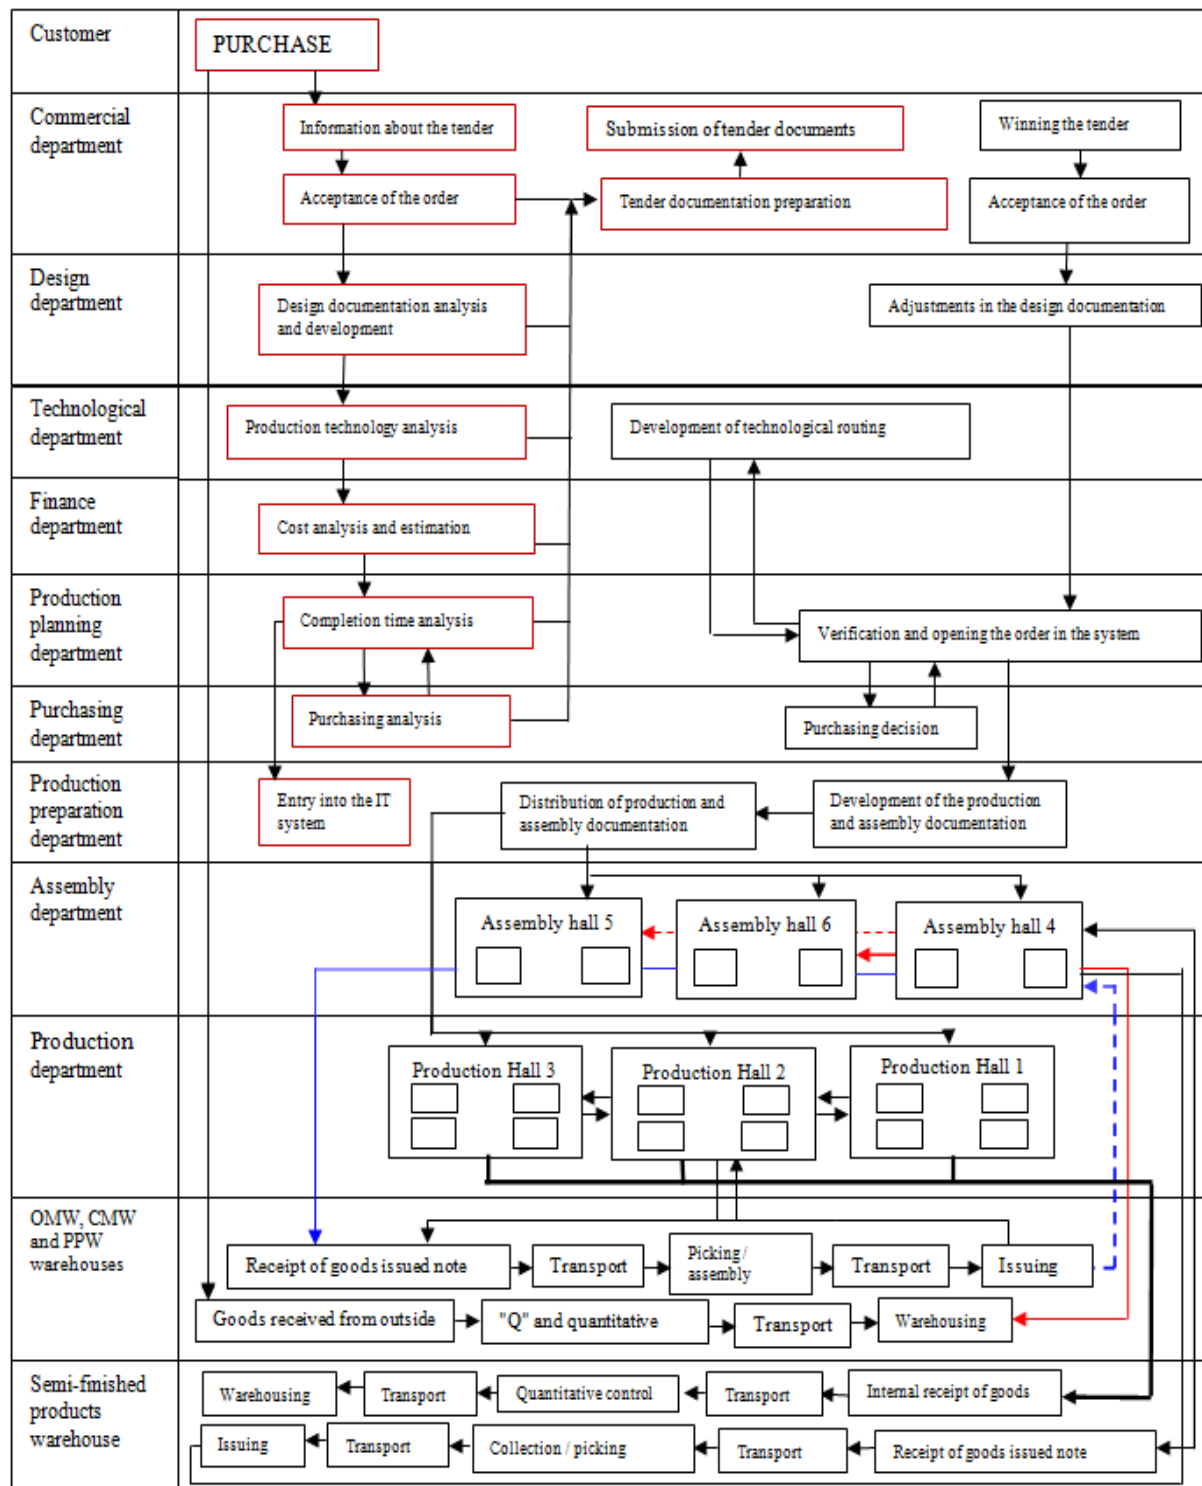 Customer
PURCHASE
Commercial
department
Information about the tender
Submission of tender documents
Winning the tender
Acceptance of the order
Tender documentation preparation
Acceptance of the order
Design
department
Design documentation analysis
and development
Adjustments in the design documentation
Technological
department
Production technology analysis
Development of technological routing
Finance
department
Cost analysis and estimation
Production
planning
department
Completion time analysis
Verification and opening the order in the system
Purchasing
department
Purchasing analysis
Purchasing decision
Production
preparation
department
Entry into the IT
system
Distribution of production and
assembly documentation
Development of the production
and assembly documentation
Assembly
department
Assembly hall 5
Assembly hall 6
Assembly hall 4
Production
department
Production Hall 3
Production Hall 2
Production Hall 1
OMW, CMW
and PPW
warehouses
Receipt of goods issued note
Transport
Picking /
assembly
Transport
Issuing
Goods received from outside
"Q" and quantitative
Transport
Warehousing
Semi-finished
products
warehouse
Warehousing
Transport
Quantitative control
Transport
Internal receipt of goods
Issuing
Transport
Collection / picking
Transport
Receipt of goods issued note